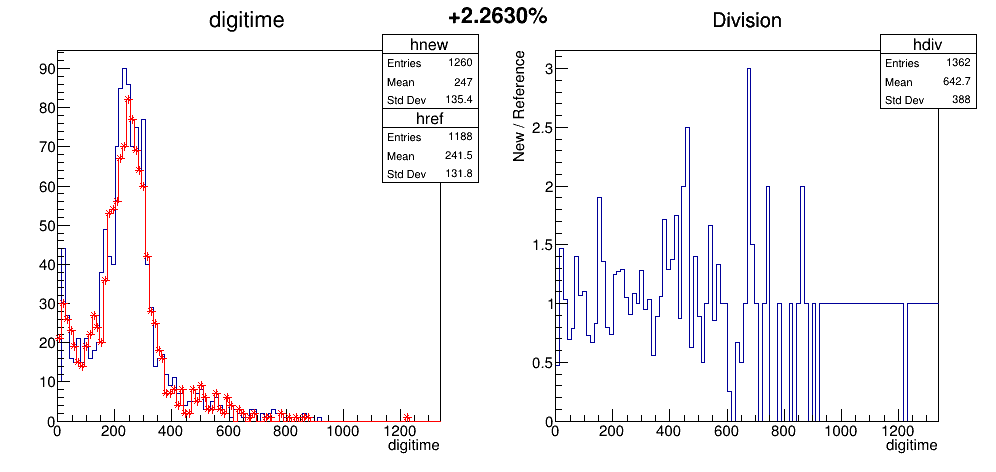 +2.2630%
digitime
hnew
Entries 1260
Mean 247
Std Dev 135.4
href
Entries 1188
Mean 241.5
Std Dev 131.8
90
80
70
60
50
40
30
20
10
0
0 200 400 600 800 1000 1200
digitime
Division
hdiv
Entries 1362
Mean 642.7
Std Dev 388
New / Reference
3
2.5
2
1.5
1
0.5
0
0 200 400 600 800 1000 1200
digitime